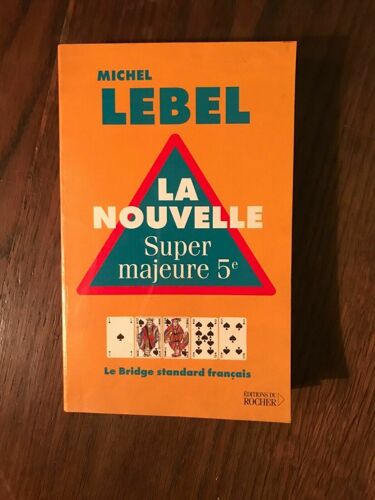 MICHEL
LEBEL
LA
NOUVELLE
Super
majeure 5e
Le Bridge standard français
ÉDITIONS DU
ROCHER